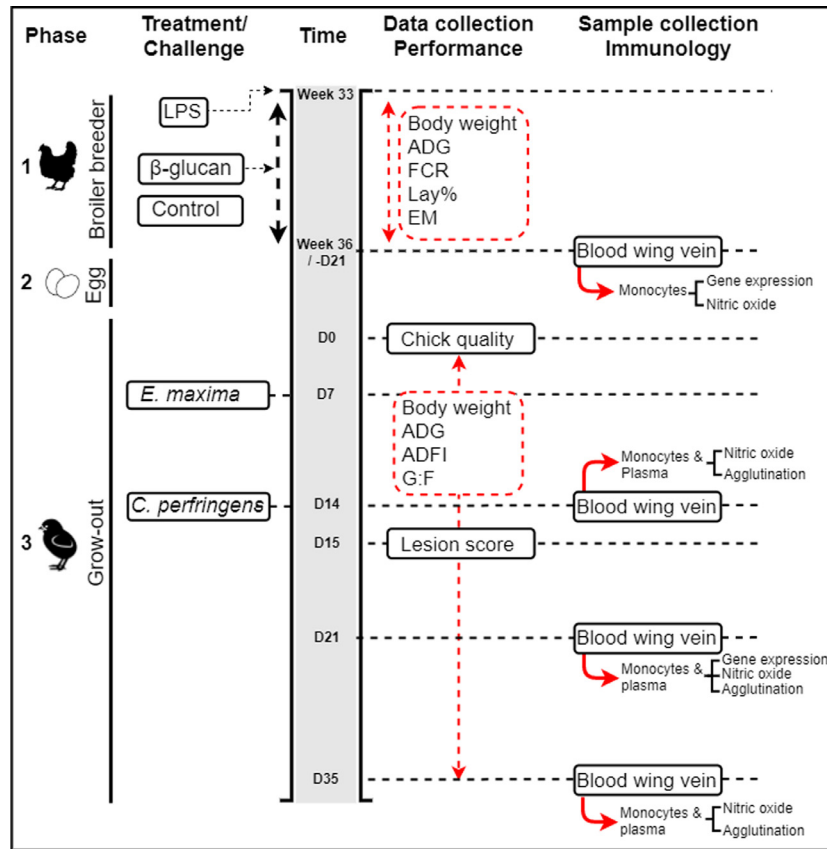 Phase
Treatment/
Challenge
Time
Data collection
Performance
Sample collection
Immunology
1
Broiler breeder
LPS
β-glucan
Control
Week 33
Body weight
ADG
FCR
Lay%
EM
Week 36
/ -D21
Blood wing vein
Monocytes
Gene expression
Nitric oxide
2
Egg
D0
Chick quality
3
Grow-out
E. maxima
D7
Body weight
ADG
ADFI
G:F
Monocytes &
Plasma
Nitric oxide
Agglutination
C. perfringens
D14
Blood wing vein
D15
Lesion score
D21
Blood wing vein
Monocytes &
plasma
Gene expression
Nitric oxide
Agglutination
D35
Blood wing vein
Monocytes &
plasma
Nitric oxide
Agglutination